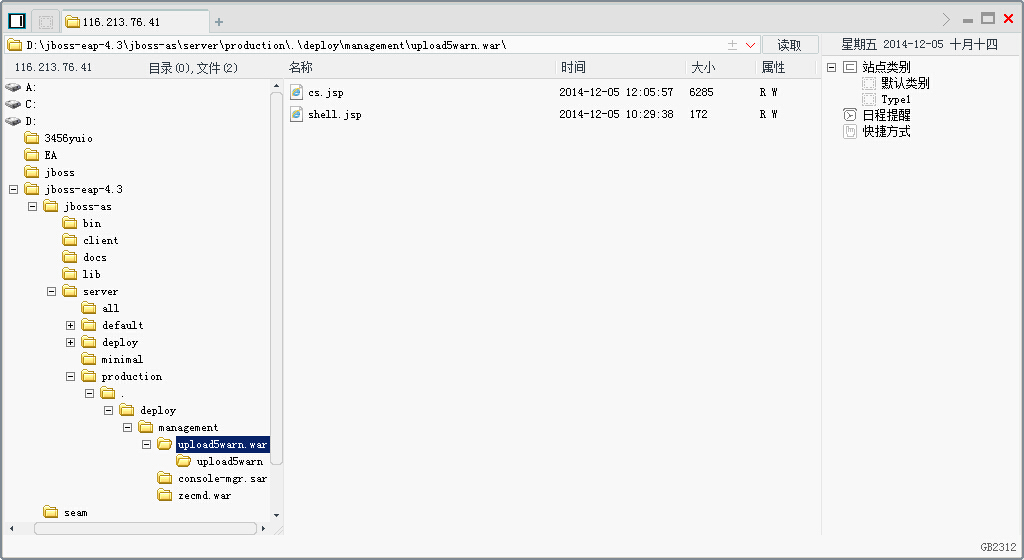 116.213.76.41
D:\jboss-eap-4.3\jboss-as\server\production\.\deploy\management\upload5warn.war\ 读取 星期五 2014-12-05 十月十四
116.213.76.41 目录(0),文件(2) 名称 时间 大小 属性
A:
C:
D:
3456yuio
EA
jboss
jboss-eap-4.3
jboss-as
bin
client
docs
lib
server
all
default
deploy
minimal
production
.
deploy
management
upload5warn.war
upload5warn
console-mgr.sar
zecmd.war
seam
cs.jsp 2014-12-05 12:05:57 6285 R W
shell.jsp 2014-12-05 10:29:38 172 R W
站点类别
默认类别
Type1
日程提醒
快捷方式
GB2312